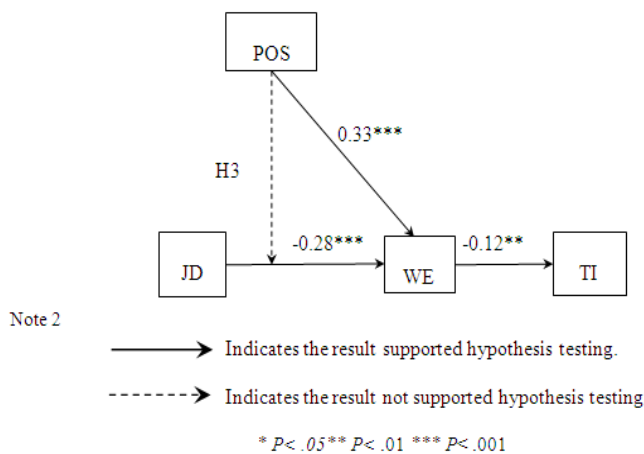 POS
0.33***
H3
-0.28***
-0.12**
JD
WE
TI
Note 2
Indicates the result supported hypothesis testing.
Indicates the result not supported hypothesis testing
* P< .05** P< .01 *** P< .001